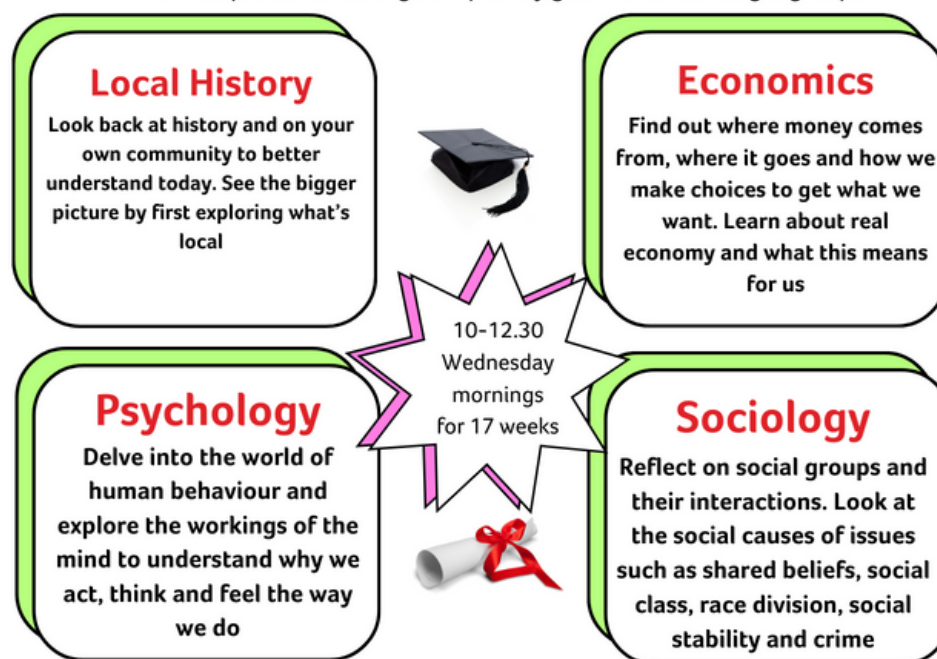 Local History
Look back at history and on your
own community to better
understand today. See the bigger
picture by first exploring what's
local
Economics
Find out where money comes
from, where it goes and how we
make choices to get what we
want. Learn about real
economy and what this means
for us
10-12.30
Wednesday
mornings
for 17 weeks
Psychology
Delve into the world of
human behaviour and
explore the workings of the
mind to understand why we
act, think and feel the way
we do
Sociology
Reflect on social groups and
their interactions. Look at
the social causes of issues
such as shared beliefs, social
class, race division, social
stability and crime